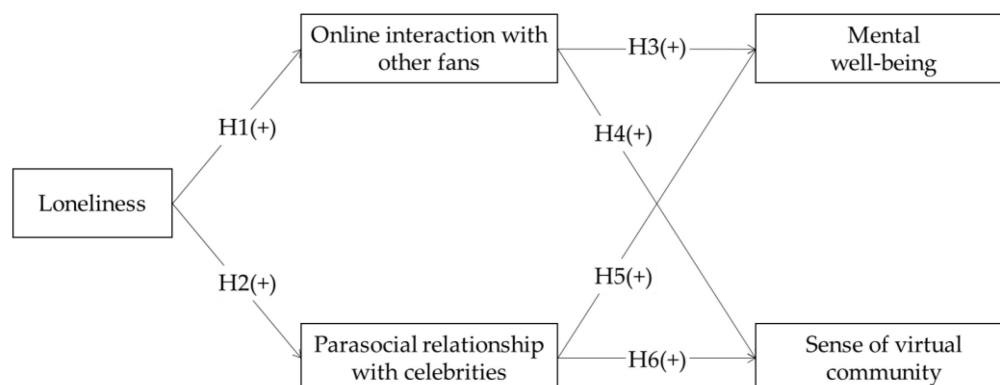 Online interaction with
other fans
H3(+)
Mental
well-being
H1(+)
H4(+)
Loneliness
H2(+)
H5(+)
Parasocial relationship
with celebrities
H6(+)
Sense of virtual
community